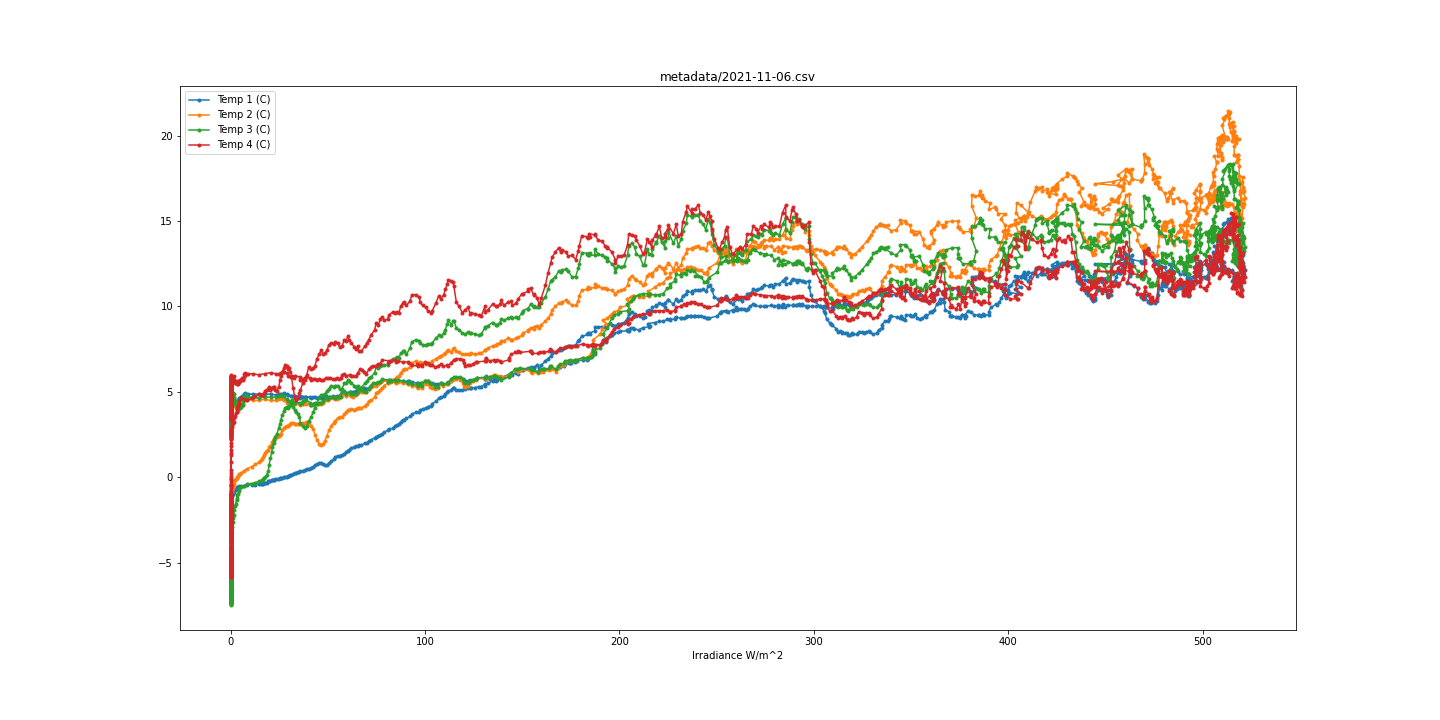 metadata/2021-11-06.csv
Temp 1 (C)
Temp 2 (C)
Temp 3 (C)
Temp 4 (C)
20
15
10
5
0
−5
0 100 200 300 400 500
Irradiance W/m^2